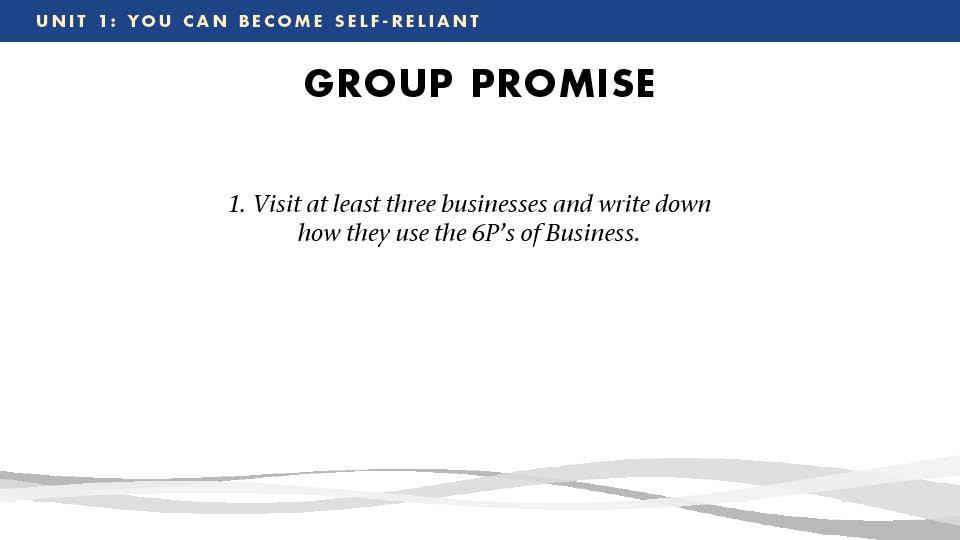 UNIT 1: YOU CAN BECOME SELF-RELIANT
GROUP PROMISE
1. Visit at least three businesses and write down
how they use the 6P’s of Business.